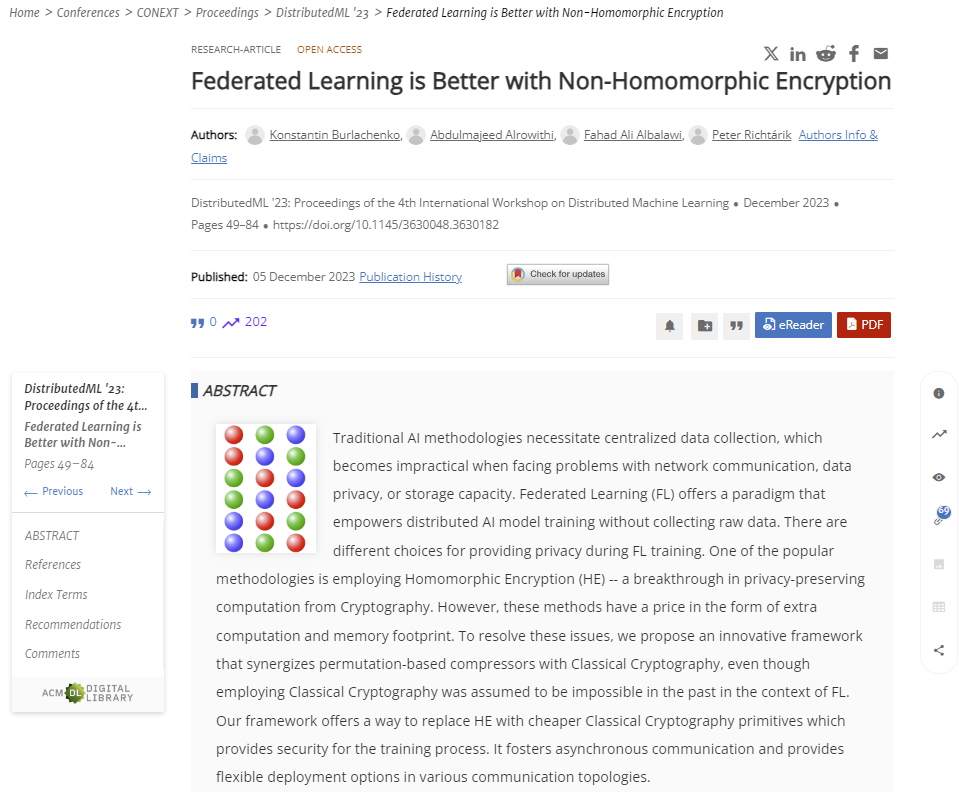 Home > Conferences > CONEXT > Proceedings > DistributedML '23 > Federated Learning is Better with Non-Homomorphic Encryption
RESEARCH-ARTICLE OPEN ACCESS
Federated Learning is Better with Non-Homomorphic Encryption
Authors: Konstantin Burlachenko, Abdulmajeed Alrowithi, Fahad Ali Albalawi, Peter Richtárik Authors Info &
Claims
DistributedML '23: Proceedings of the 4th International Workshop on Distributed Machine Learning • December 2023 •
Pages 49–84 • https://doi.org/10.1145/3630048.3630182
Published: 05 December 2023 Publication History
Check for updates
0 202
eReader PDF
DistributedML '23:
Proceedings of the 4t...
Federated Learning is
Better with Non-...
Pages 49–84
← Previous Next →
ABSTRACT
References
Index Terms
Recommendations
Comments
ACM DL DIGITAL
LIBRARY
ABSTRACT
Traditional AI methodologies necessitate centralized data collection, which
becomes impractical when facing problems with network communication, data
privacy, or storage capacity. Federated Learning (FL) offers a paradigm that
empowers distributed AI model training without collecting raw data. There are
different choices for providing privacy during FL training. One of the popular
methodologies is employing Homomorphic Encryption (HE) -- a breakthrough in privacy-preserving
computation from Cryptography. However, these methods have a price in the form of extra
computation and memory footprint. To resolve these issues, we propose an innovative framework
that synergizes permutation-based compressors with Classical Cryptography, even though
employing Classical Cryptography was assumed to be impossible in the past in the context of FL.
Our framework offers a way to replace HE with cheaper Classical Cryptography primitives which
provides security for the training process. It fosters asynchronous communication and provides
flexible deployment options in various communication topologies.
69